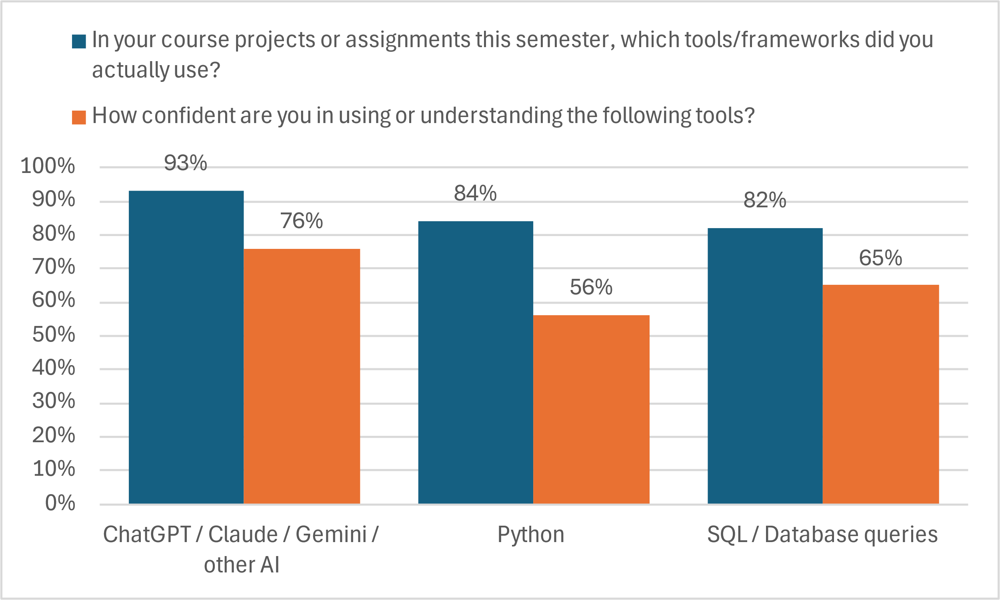 In your course projects or assignments this semester, which tools/frameworks did you
actually use?
How confident are you in using or understanding the following tools?
100%
90%
80%
70%
60%
50%
40%
30%
20%
10%
0%
93%
76%
84%
56%
82%
65%
ChatGPT / Claude / Gemini /
other AI
Python
SQL / Database queries